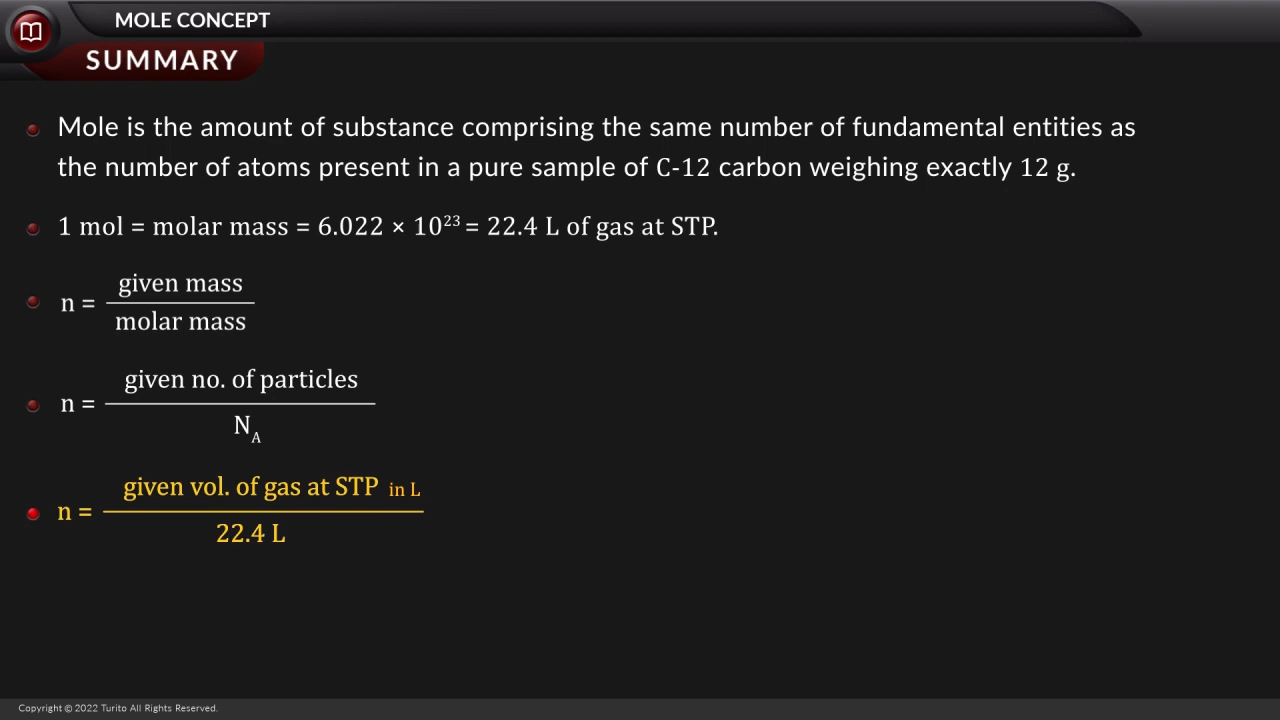 MOLE CONCEPT
SUMMARY
Mole is the amount of substance comprising the same number of fundamental entities as
the number of atoms present in a pure sample of C-12 carbon weighing exactly 12 g.
1 mol = molar mass = 6.022 × 10²³ = 22.4 L of gas at STP.
given mass
n =
molar mass
given no. of particles
n =
N_A
given vol. of gas at STP in L
n =
22.4 L
Copyright © 2022 Turito All Rights Reserved.